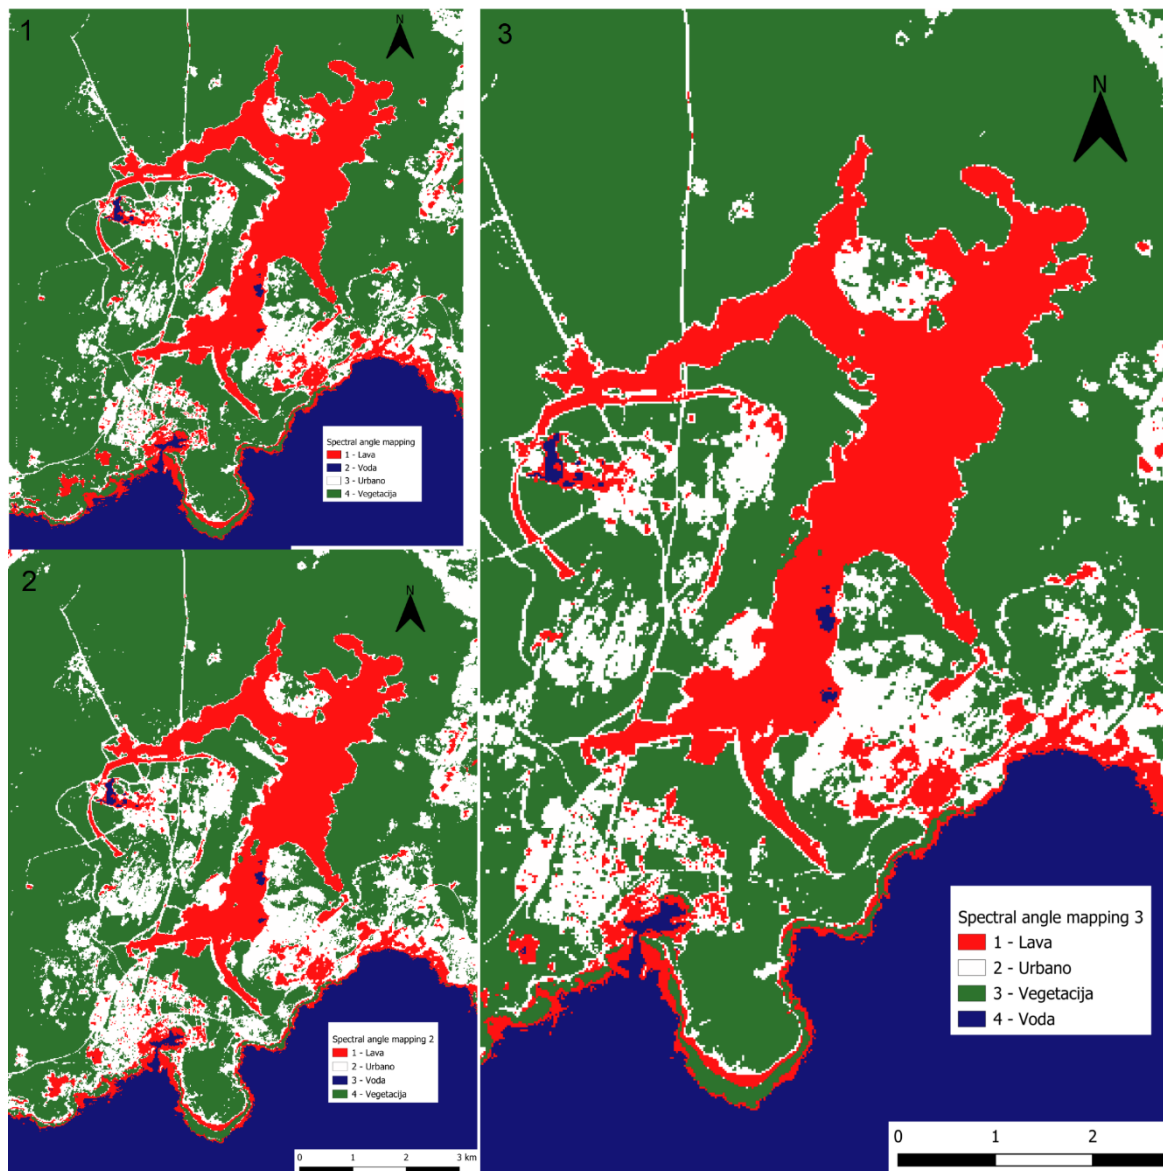 1
N
Spectral angle mapping
1 - Lava
2 - Voda
3 - Urbano
4 - Vegetacija
2
N
Spectral angle mapping 2
1 - Lava
2 - Urbano
3 - Voda
4 - Vegetacija
0 1 2 3 km
3
N
Spectral angle mapping 3
1 - Lava
2 - Urbano
3 - Vegetacija
4 - Voda
0 1 2